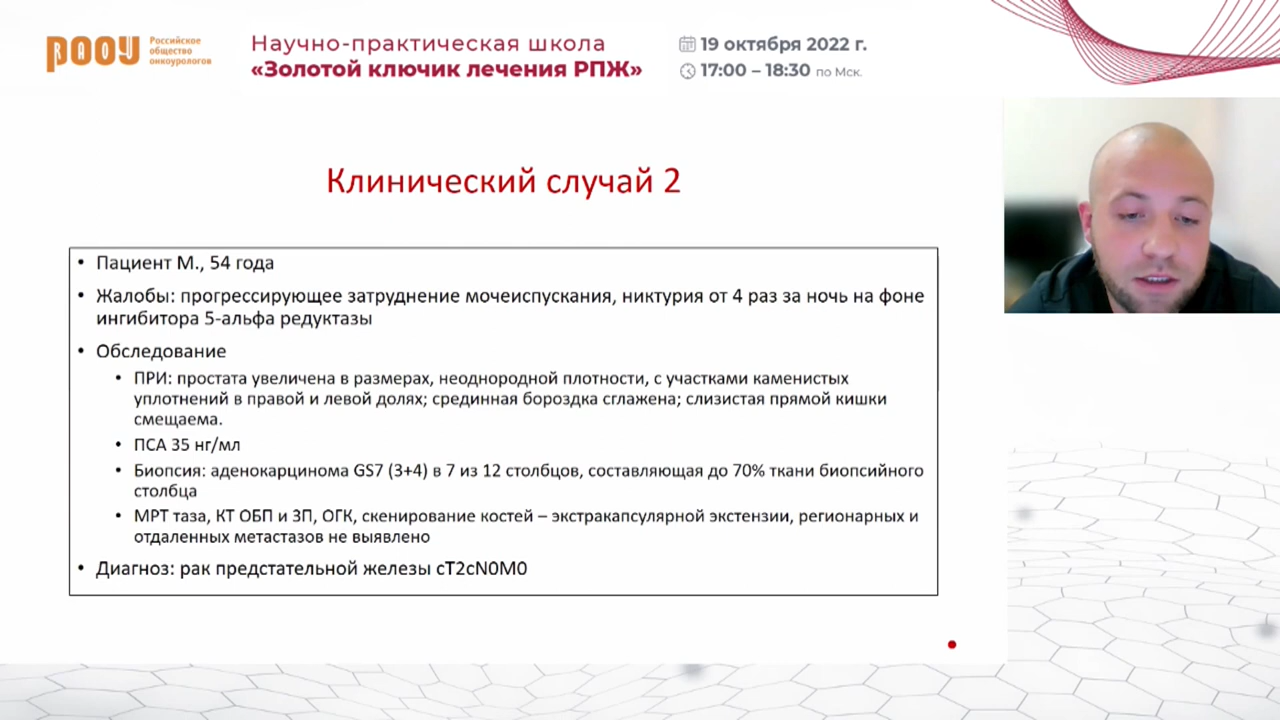 РООУ
RAOU
Российское
общество
онкоурологов
Научно-практическая школа
«Золотой ключик лечения РПЖ»
19 октября 2022 г.
17:00 – 18:30 по Мск.
Клинический случай 2
• Пациент М., 54 года
• Жалобы: прогрессирующее затруднение мочеиспускания, никтурия от 4 раз за ночь на фоне
ингибитора 5-альфа редуктазы
• Обследование
• ПРИ: простата увеличена в размерах, неоднородной плотности, с участками каменистых
уплотнений в правой и левой долях; срединная бороздка сглажена; слизистая прямой кишки
смещаема.
• ПСА 35 нг/мл
• Биопсия: аденокарцинома GS7 (3+4) в 7 из 12 столбцов, составляющая до 70% ткани биопсийного
столбца
• МРТ таза, КТ ОБП и ЗП, ОГК, скенирование костей – экстракапсулярной экстензии, регионарных и
отдаленных метастазов не выявлено
• Диагноз: рак предстательной железы cT2cN0M0